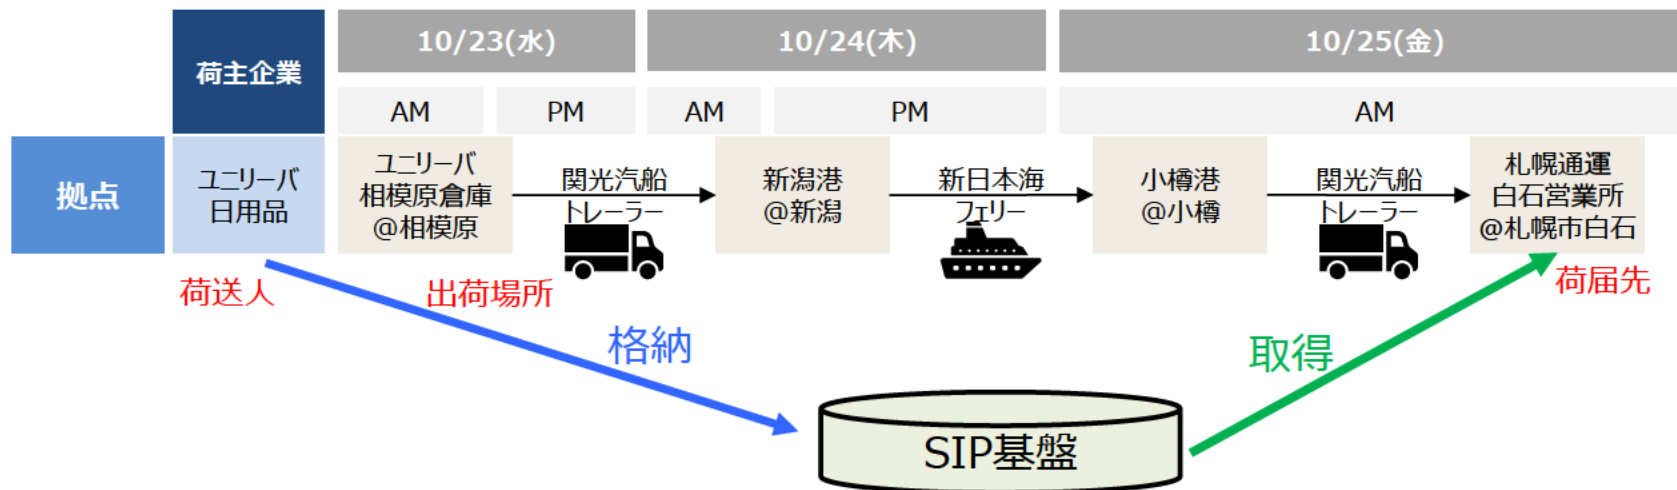 荷主企業
10/23(水)
10/24(木)
10/25(金)
AM
PM
AM
PM
AM
拠点
ユニリーバ
日用品
ユニリーバ
相模原倉庫
@相模原
関光汽船
トレーラー
新潟港
@新潟
新日本海
フェリー
小樽港
@小樽
関光汽船
トレーラー
札幌通運
白石営業所
@札幌市白石
荷送人
出荷場所
荷届先
格納
取得
SIP基盤